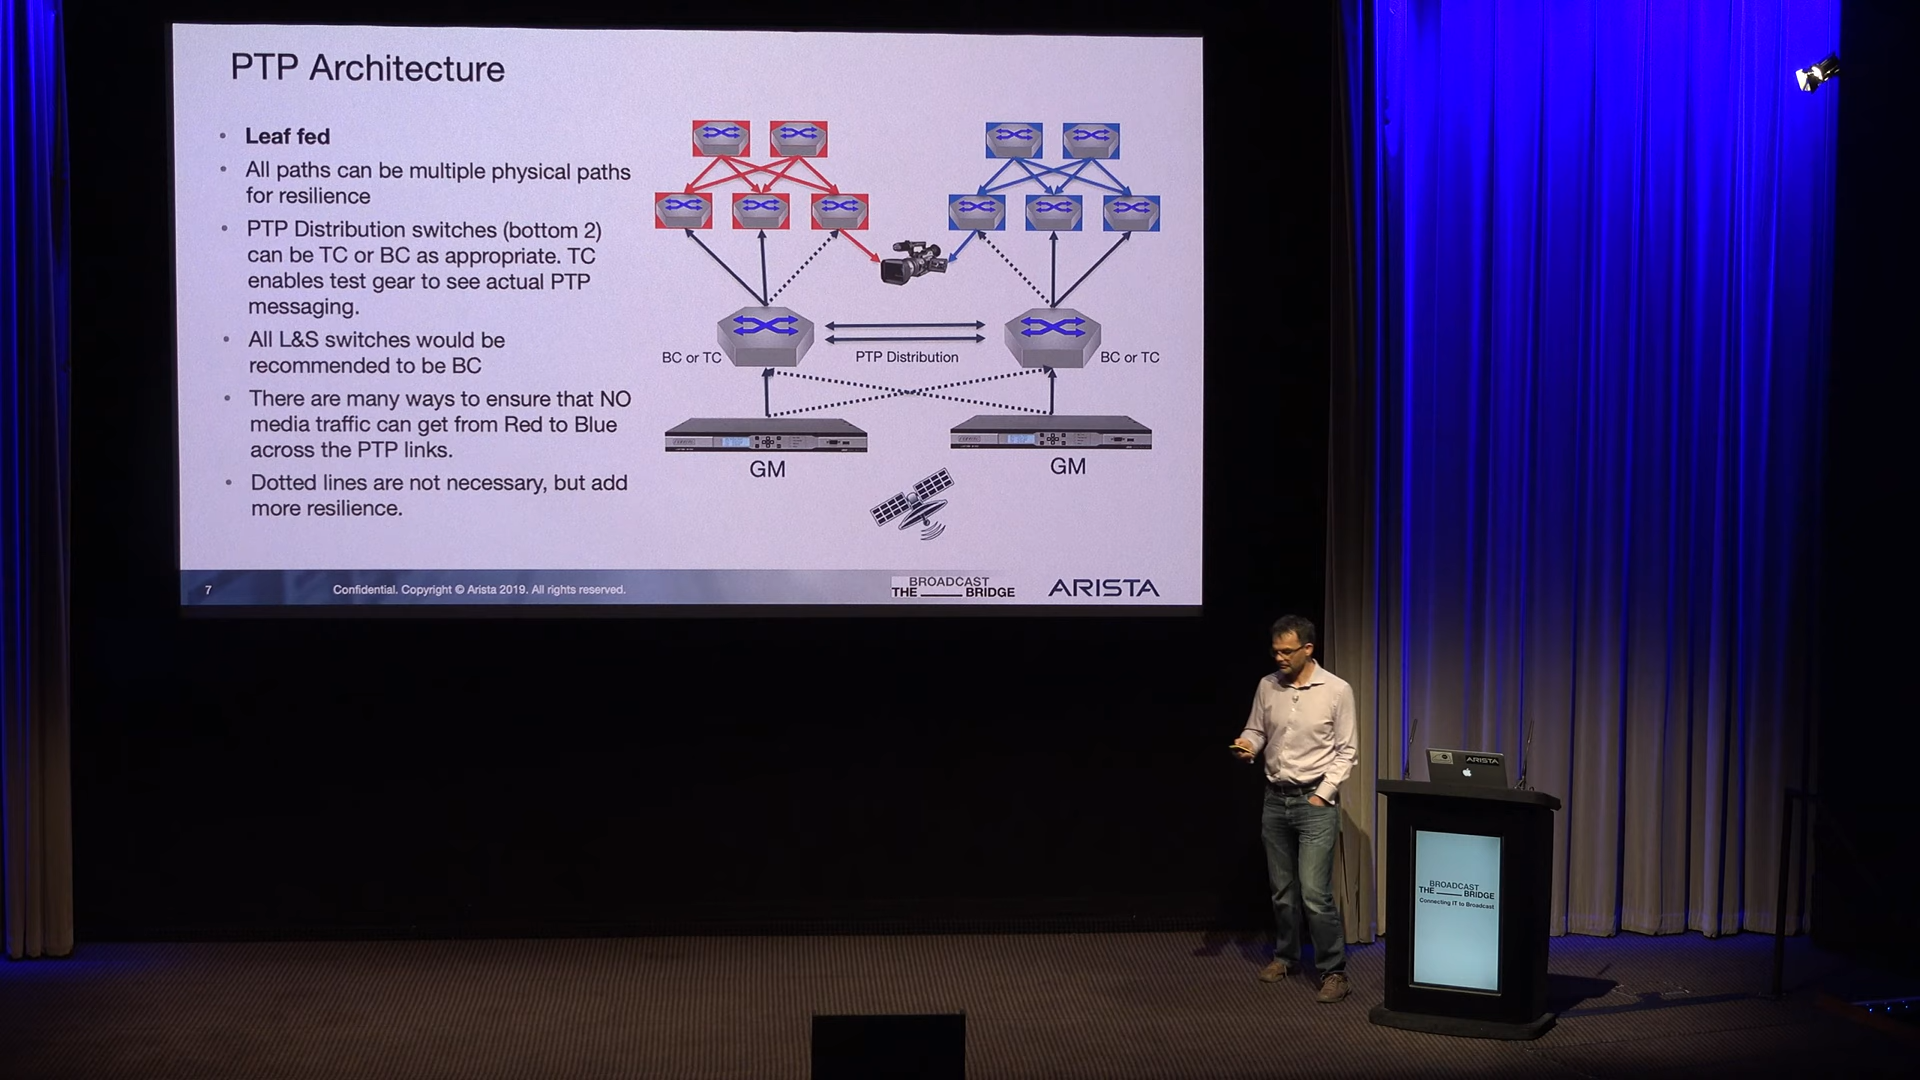 PTP Architecture
• Leaf fed
• All paths can be multiple physical paths
for resilience
• PTP Distribution switches (bottom 2)
can be TC or BC as appropriate. TC
enables test gear to see actual PTP
messaging.
• All L&S switches would be
recommended to be BC
• There are many ways to ensure that NO
media traffic can get from Red to Blue
across the PTP links.
• Dotted lines are not necessary, but add
more resilience.
BC or TC
PTP Distribution
BC or TC
GM
GM
7
Confidential. Copyright © Arista 2019. All rights reserved.
BROADCAST
THE BRIDGE
ARISTA
ARISTA
BROADCAST
THE BRIDGE
Connecting IT to Broadcast